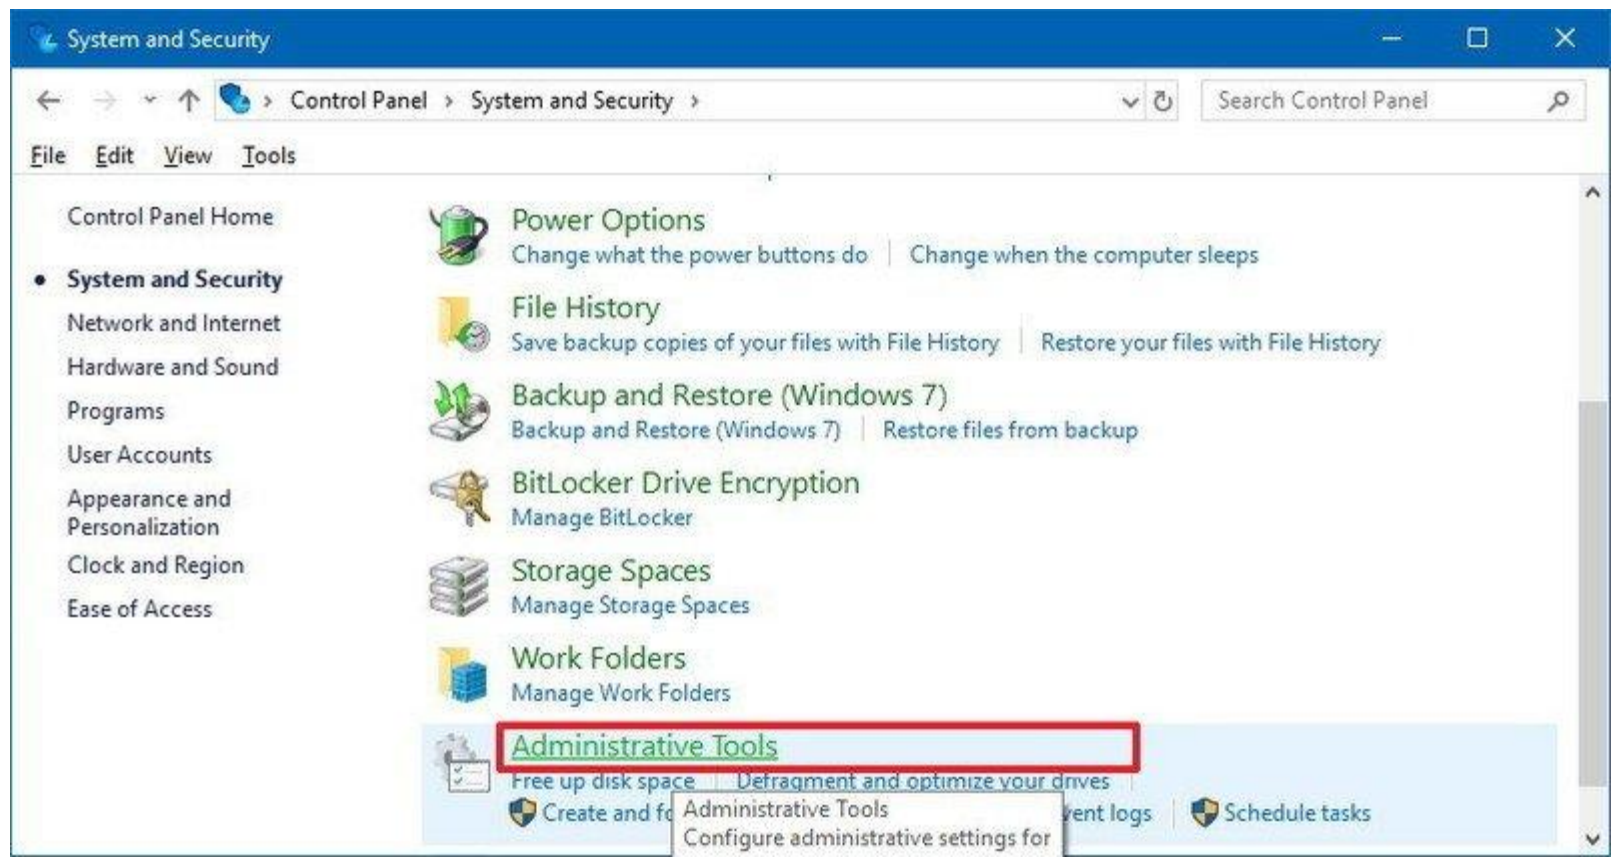 System and Security
Control Panel > System and Security >
Search Control Panel
File Edit View Tools
Control Panel Home
System and Security
Network and Internet
Hardware and Sound
Programs
User Accounts
Appearance and
Personalization
Clock and Region
Ease of Access
Power Options
Change what the power buttons do | Change when the computer sleeps
File History
Save backup copies of your files with File History | Restore your files with File History
Backup and Restore (Windows 7)
Backup and Restore (Windows 7) | Restore files from backup
BitLocker Drive Encryption
Manage BitLocker
Storage Spaces
Manage Storage Spaces
Work Folders
Manage Work Folders
Administrative Tools
Free up disk space | Defragment and optimize your drives
Create and logs | Schedule tasks
Administrative Tools
Configure administrative settings for